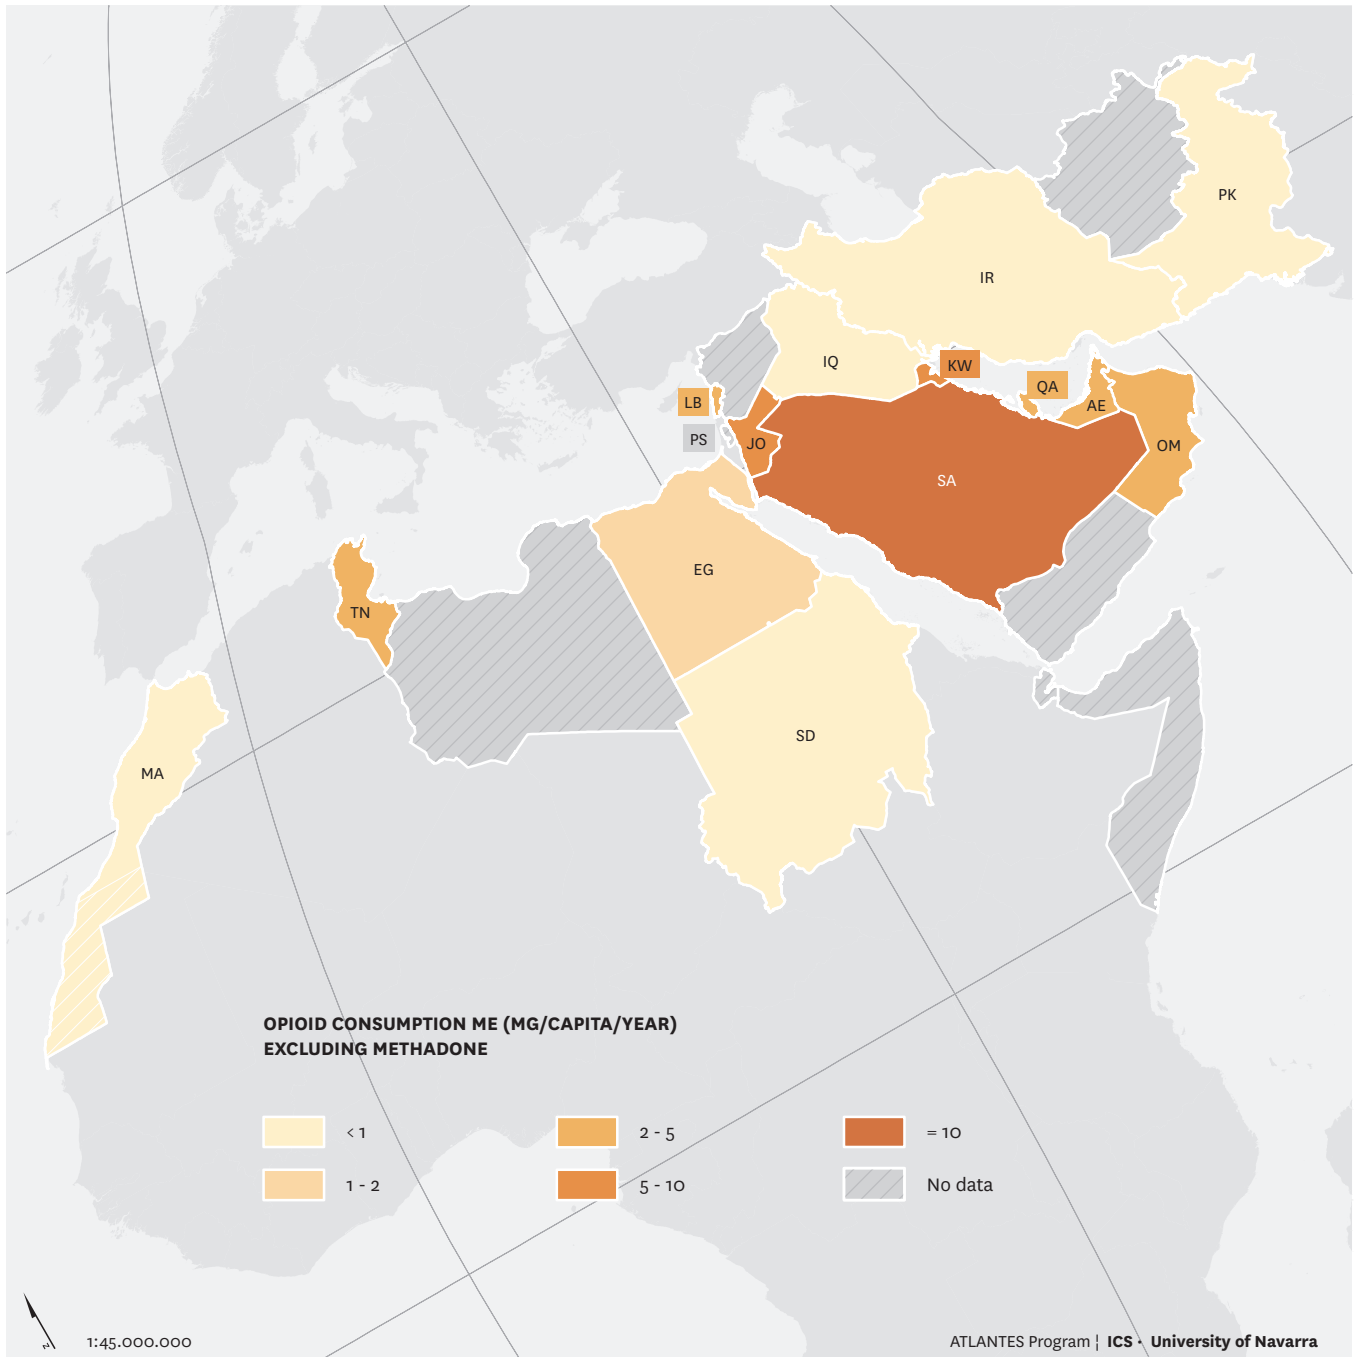 PK
IR
IQ
KW
QA
LB
AE
PS
JO
OM
SA
EG
TN
SD
MA
OPIOID CONSUMPTION ME (MG/CAPITA/YEAR)
EXCLUDING METHADONE
< 1
2 - 5
= 10
1 - 2
5 - 10
No data
N
1:45.000.000
ATLANTES Program | ICS · University of Navarra